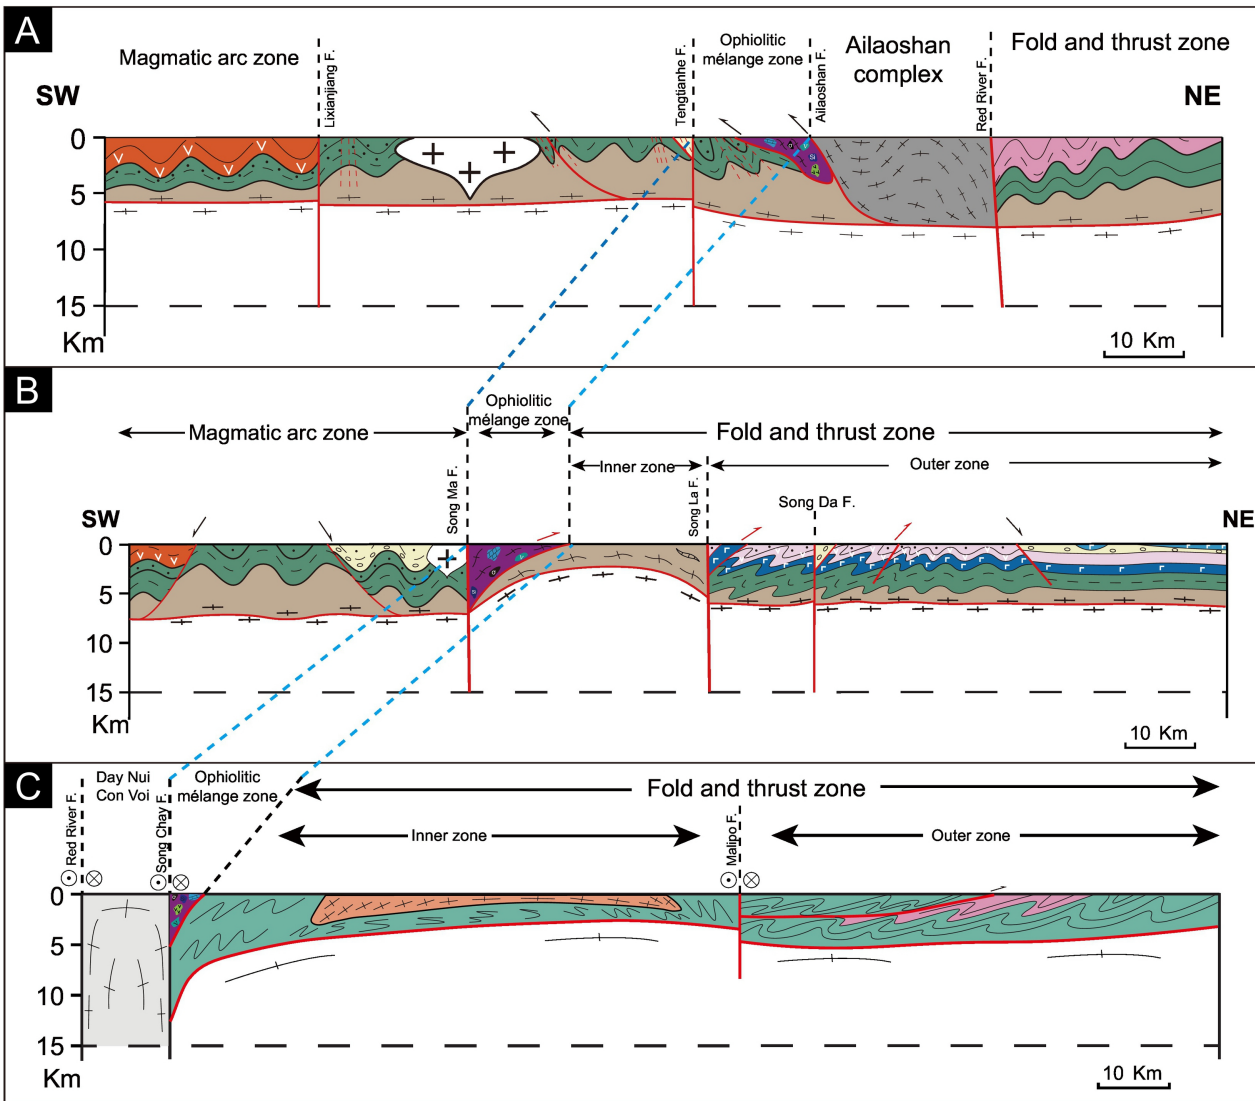 A
Magmatic arc zone
Lixianjiang F.
Tengtianhe F.
Ophiolitic
mélange zone
Ailaoshan F.
Ailaoshan
complex
Red River F.
Fold and thrust zone
SW
NE
0
5
10
15
Km
10 Km
B
Magmatic arc zone
Song Ma F.
Ophiolitic
mélange zone
Fold and thrust zone
Inner zone
Song La F.
Outer zone
Song Da F.
SW
NE
0
5
10
15
Km
10 Km
C
Red River F.
Day Nui
Con Voi
Song Chay F.
Ophiolitic
mélange zone
Fold and thrust zone
Inner zone
Malipo F.
Outer zone
0
5
10
15
Km
10 Km